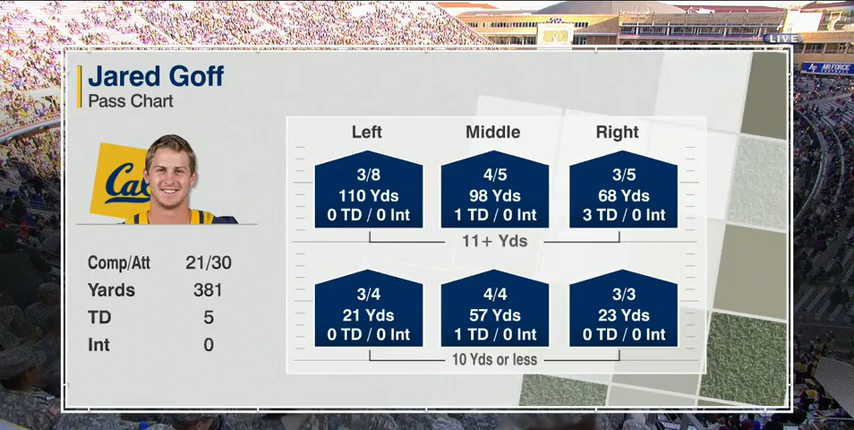 LIVE
AIR FORCE
Jared Goff
Pass Chart
Cal
Left Middle Right
3/8 4/5 3/5
110 Yds 98 Yds 68 Yds
0 TD / 0 Int 1 TD / 0 Int 3 TD / 0 Int
11+ Yds
Comp/Att 21/30
Yards 381
TD 5
Int 0
3/4 4/4 3/3
21 Yds 57 Yds 23 Yds
0 TD / 0 Int 1 TD / 0 Int 0 TD / 0 Int
10 Yds or less